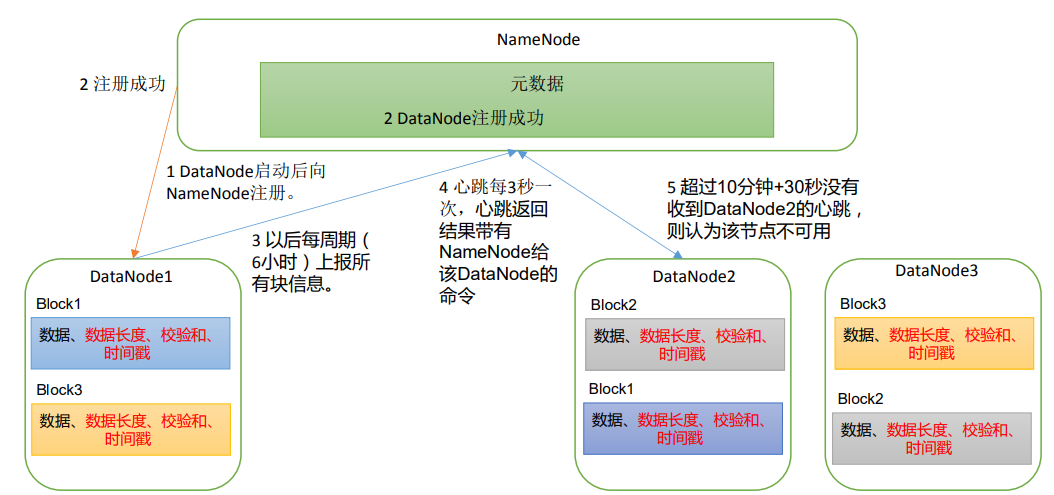 NameNode
元数据
2 DataNode注册成功
2 注册成功
1 DataNode启动后向
NameNode注册。
3 以后每周期（
6小时）上报所
有块信息。
4 心跳每3秒一
次，心跳返回
结果带有
NameNode给
该DataNode的
命令
5 超过10分钟+30秒没有
收到DataNode2的心跳，
则认为该节点不可用
DataNode1
Block1
数据、数据长度、校验和、
时间戳
Block3
数据、数据长度、校验和、
时间戳
DataNode2
Block2
数据、数据长度、校验和、
时间戳
Block1
数据、数据长度、校验和、
时间戳
DataNode3
Block3
数据、数据长度、校验和、
时间戳
Block2
数据、数据长度、校验和、
时间戳